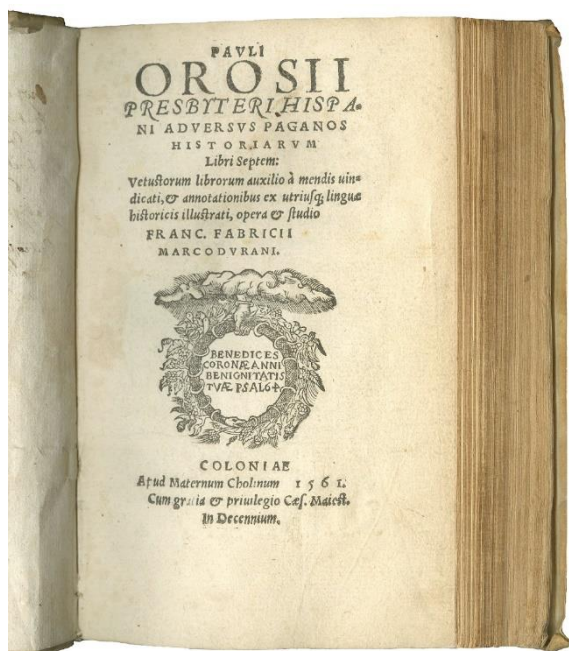 PAVLI
OROSII
PRESBYTERI HISPA-
NI ADVERSVS PAGANOS
HISTORIARVM
Libri Septem:
Vetustorum librorum auxilio à mendis uin-
dicati, & annotationibus ex utriusq; linguæ
historicis illustrati, opera & studio
FRANC. FABRICII
MARCODVRANI.
BENEDICES
CORONÆ ANNI
BENIGNITATIS
TVÆ PSAL 64.
COLONIAE
Apud Maternum Cholinum 1561.
Cum gratia & priuilegio Cæs. Maiest.
In Decennium.